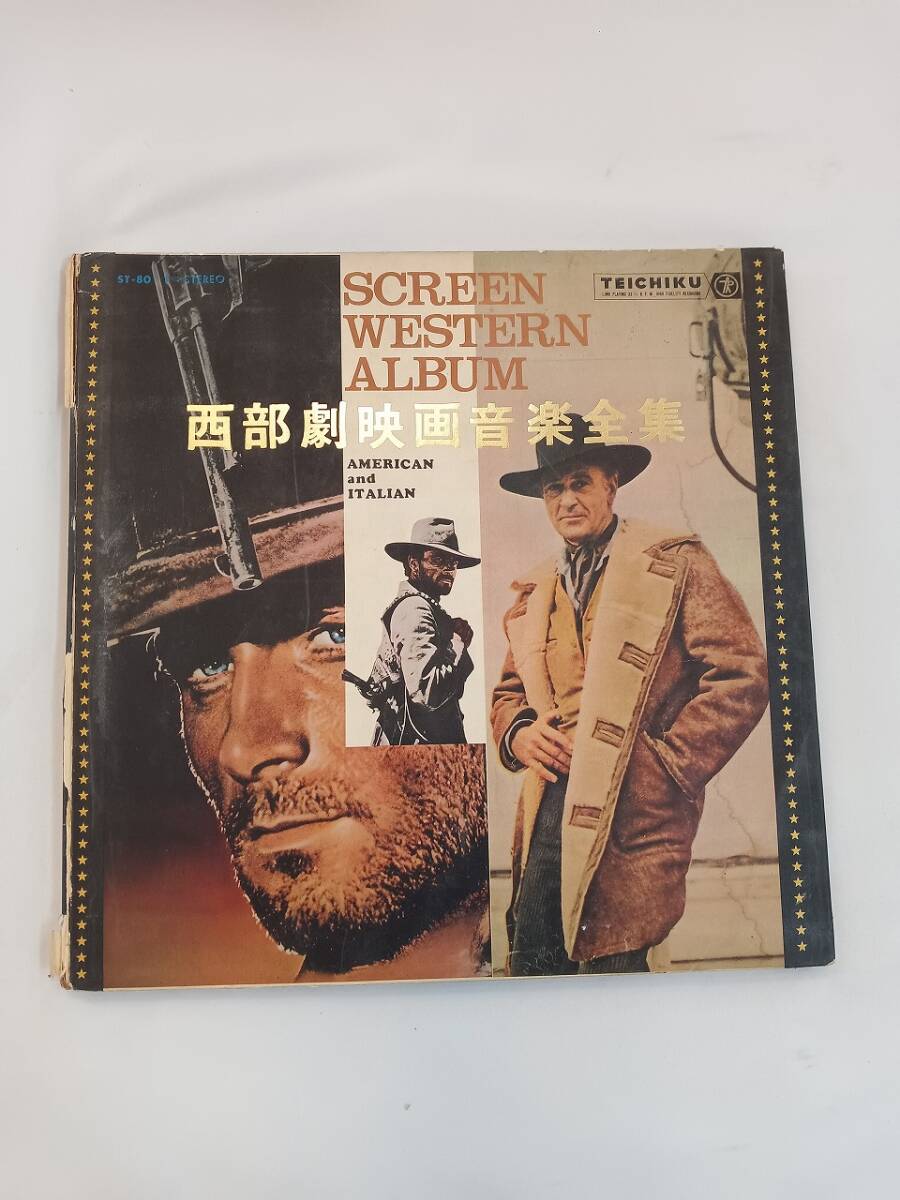 ST-80
STEREO
SCREEN
WESTERN
ALBUM
TEICHIKU
西部劇映画音楽全集
AMERICAN
and
ITALIAN